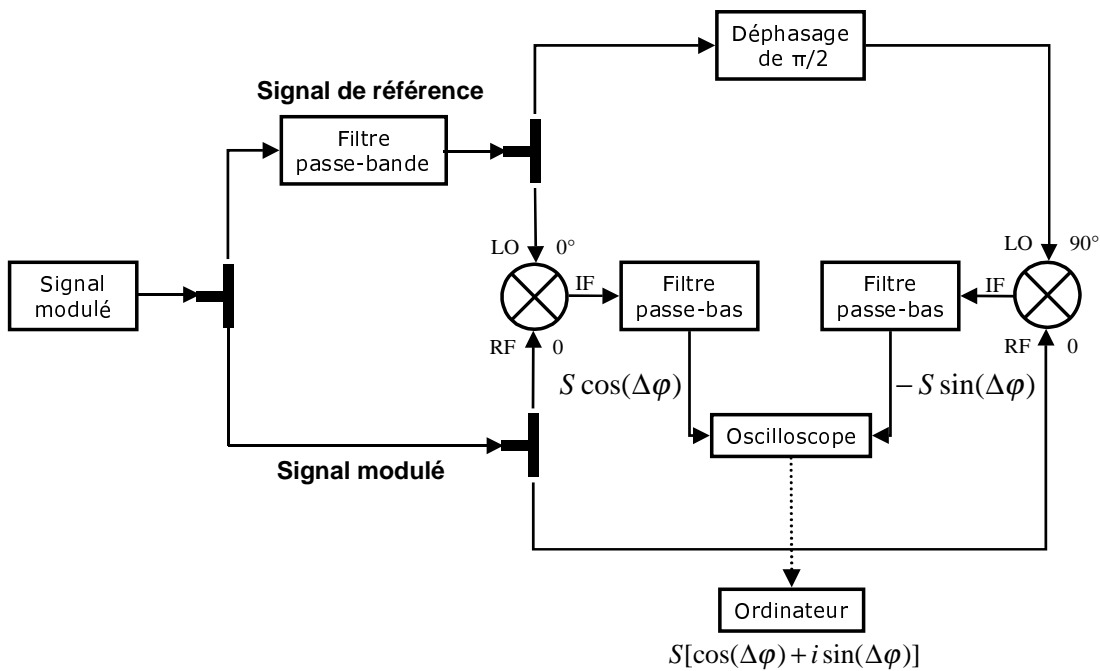 Déphasage
de π/2
Signal de référence
Filtre
passe-bande
LO 0°
LO 90°
Signal
modulé
IF
Filtre
passe-bas
Filtre
passe-bas
IF
RF 0
RF 0
S cos(Δφ)
− S sin(Δφ)
Oscilloscope
Signal modulé
Ordinateur
S[cos(Δφ) + i sin(Δφ)]